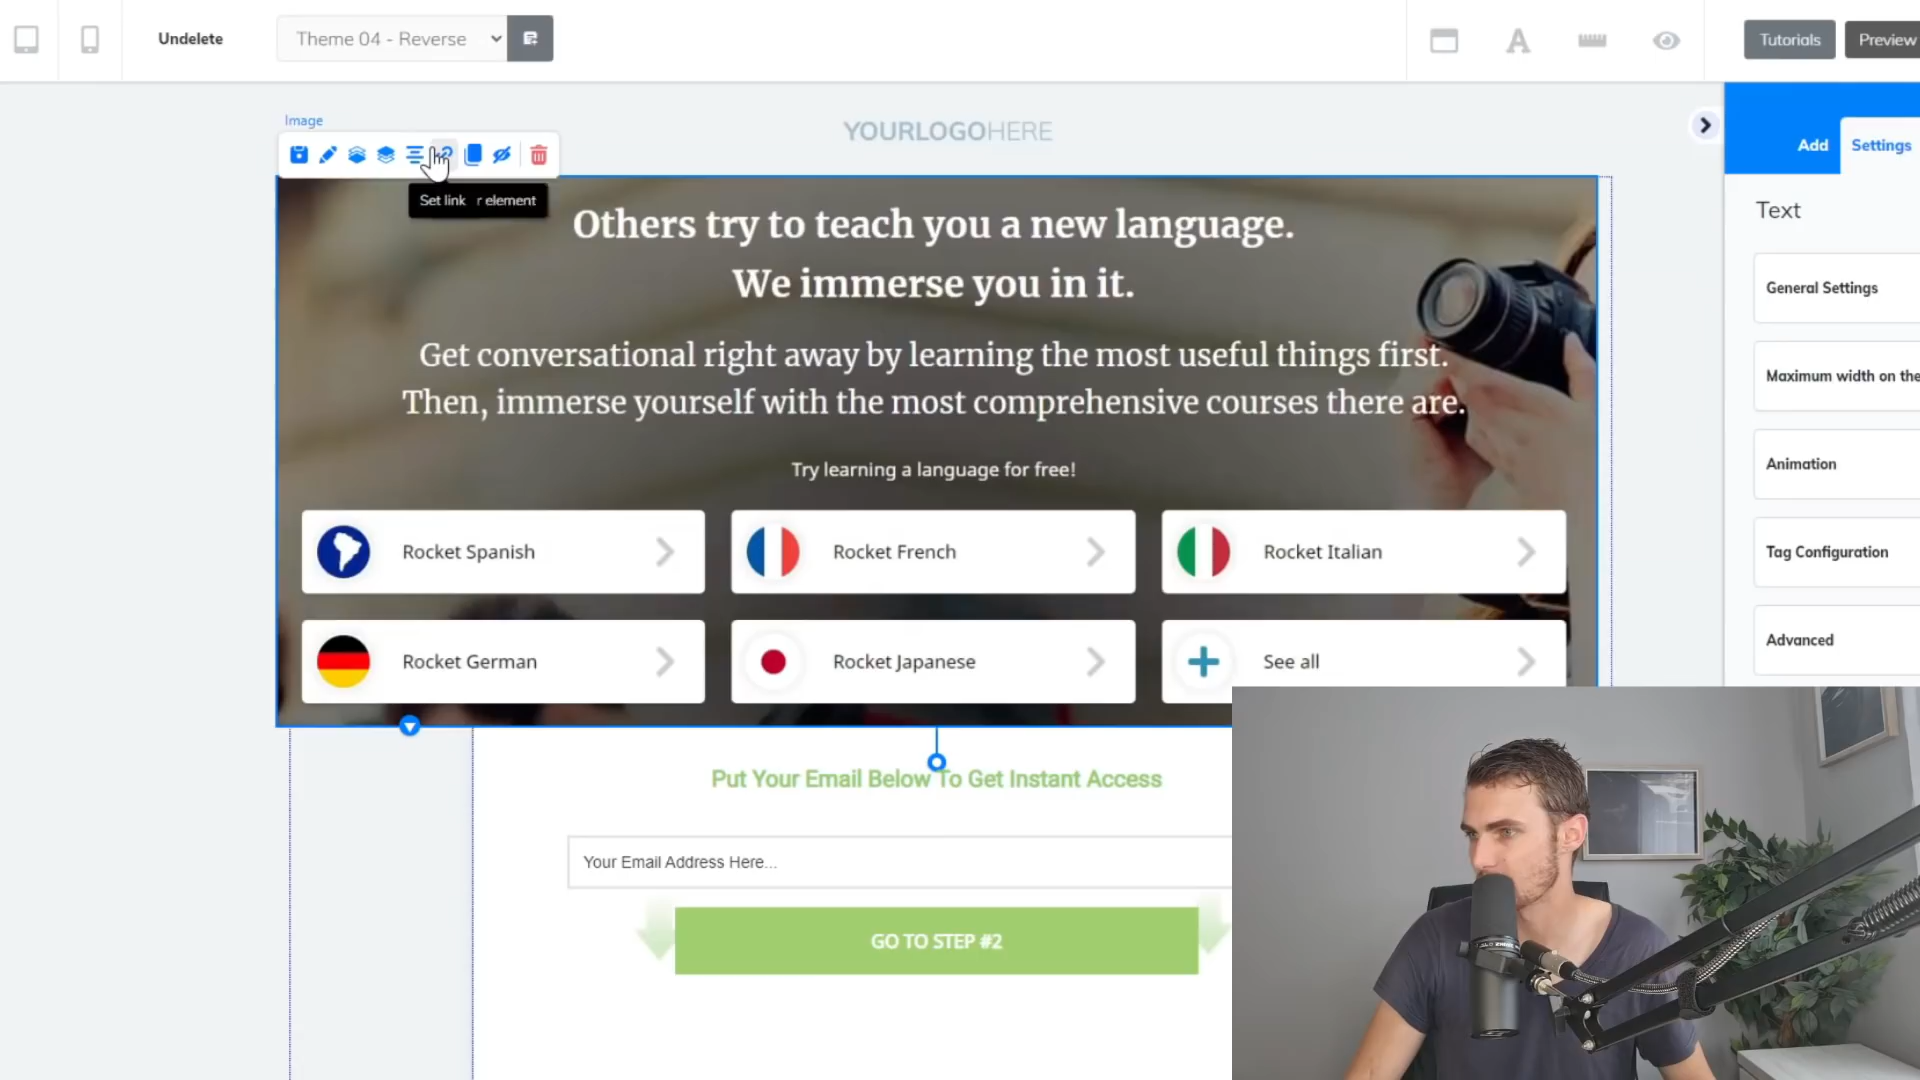 Undelete
Theme 04 - Reverse
Tutorials
Preview
Image
YOURLOGOHERE
Add
Settings
Set link
r element
Text
Others try to teach you a new language.
We immerse you in it.
General Settings
Get conversational right away by learning the most useful things first.
Then, immerse yourself with the most comprehensive courses there are.
Maximum width on the
Try learning a language for free!
Animation
Rocket Spanish
Rocket French
Rocket Italian
Tag Configuration
Rocket German
Rocket Japanese
See all
Advanced
Put Your Email Below To Get Instant Access
Your Email Address Here...
GO TO STEP #2